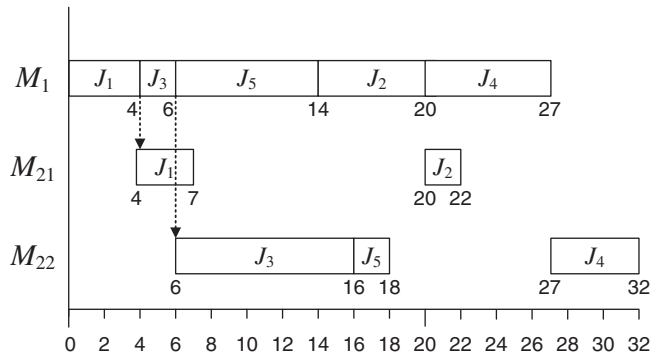 M₁ J₁ J₃ J₅ J₂ J₄
4 6 14 20 27
M₂₁ J₁ J₂
4 7 20 22
M₂₂ J₃ J₅ J₄
6 16 18 27 32
0 2 4 6 8 10 12 14 16 18 20 22 24 26 28 30 32